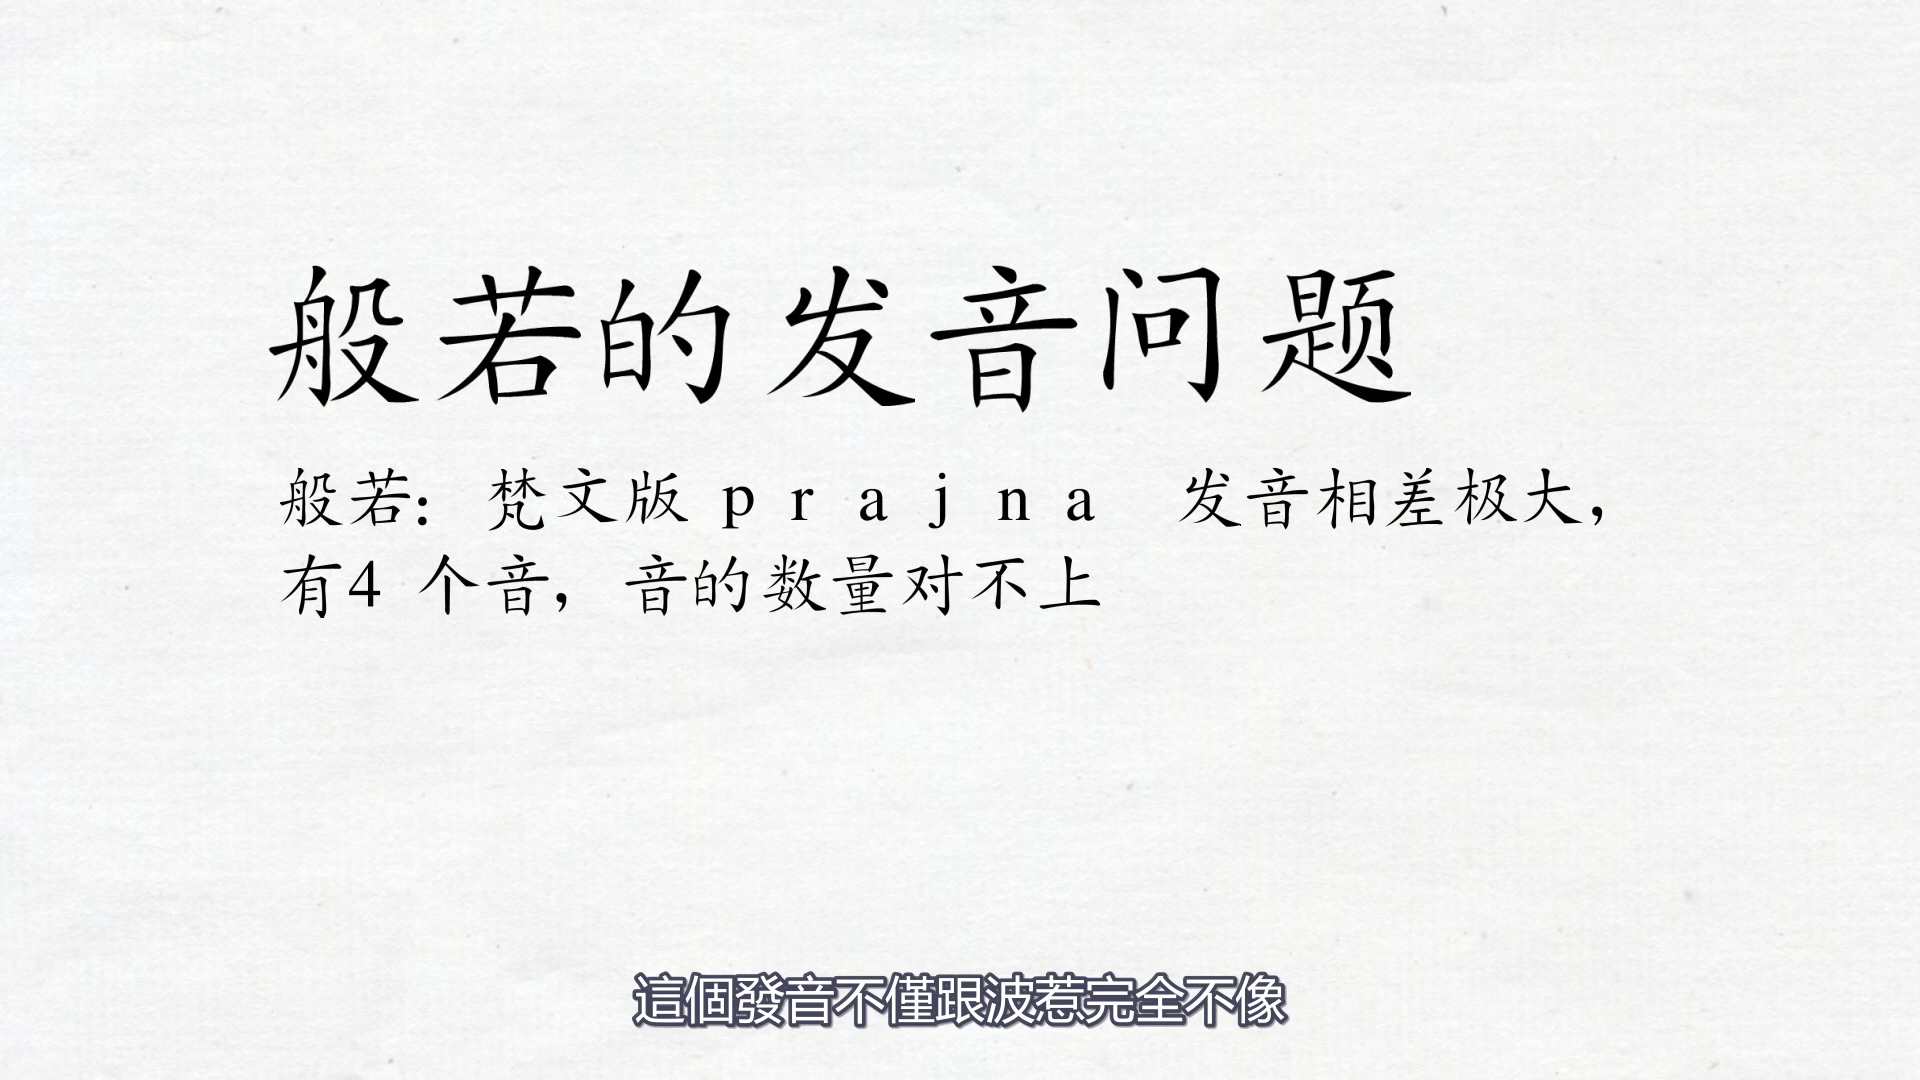 般若的发音问题
般若：梵文版 prajna 发音相差极大，
有4 个音，音的数量对不上
這個發音不僅跟波惹完全不像